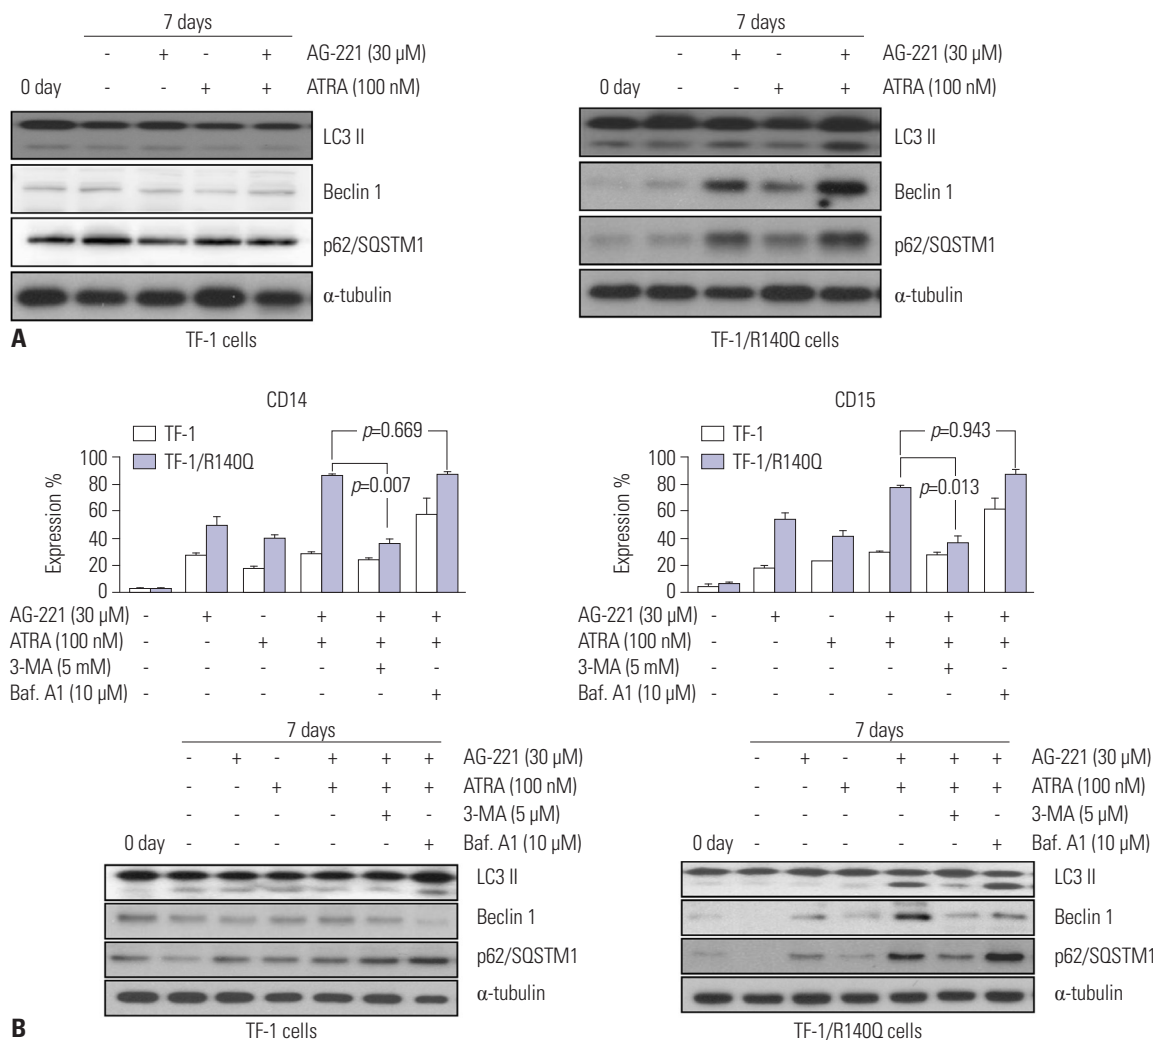 7 days
- + - + AG-221 (30 µM)
0 day - - + + ATRA (100 nM)
LC3 II
Beclin 1
p62/SQSTM1
α-tubulin
A
TF-1 cells
7 days
- + - + AG-221 (30 µM)
0 day - - + + ATRA (100 nM)
LC3 II
Beclin 1
p62/SQSTM1
α-tubulin
TF-1/R140Q cells
CD14
TF-1
TF-1/R140Q
p=0.669
p=0.007
Expression %
100
80
60
40
20
0
AG-221 (30 µM) - + - + + +
ATRA (100 nM) - - + + + +
3-MA (5 mM) - - - - + -
Baf. A1 (10 µM) - - - - - +
CD15
TF-1
TF-1/R140Q
p=0.943
p=0.013
Expression %
100
80
60
40
20
0
AG-221 (30 µM) - + - + + +
ATRA (100 nM) - - + + + +
3-MA (5 mM) - - - - + -
Baf. A1 (10 µM) - - - - - +
7 days
- + - + + + AG-221 (30 µM)
- - + + + + ATRA (100 nM)
- - - - + - 3-MA (5 µM)
0 day - - - - - + Baf. A1 (10 µM)
LC3 II
Beclin 1
p62/SQSTM1
α-tubulin
B
TF-1 cells
7 days
- + - + + + AG-221 (30 µM)
- - + + + + ATRA (100 nM)
- - - - + - 3-MA (5 µM)
0 day - - - - - + Baf. A1 (10 µM)
LC3 II
Beclin 1
p62/SQSTM1
α-tubulin
TF-1/R140Q cells